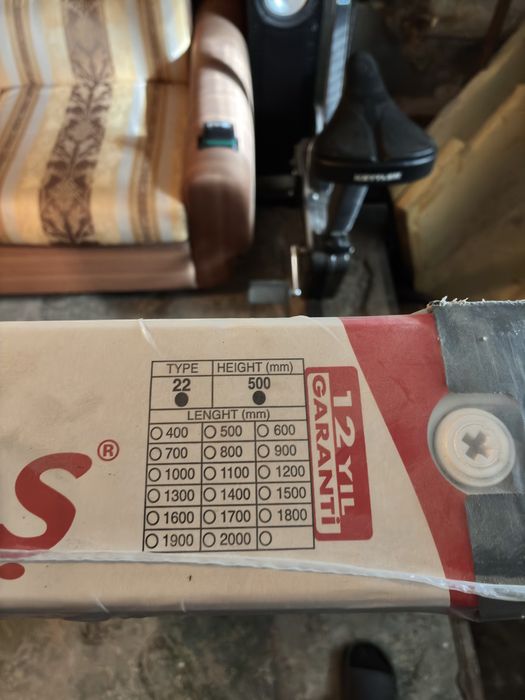 KETTLER
TYPE HEIGHT (mm)
22 500
LENGHT (mm)
400 500 600
700 800 900
1000 1100 1200
1300 1400 1500
1600 1700 1800
1900 2000
12 YIL
GARANTİ
ş®